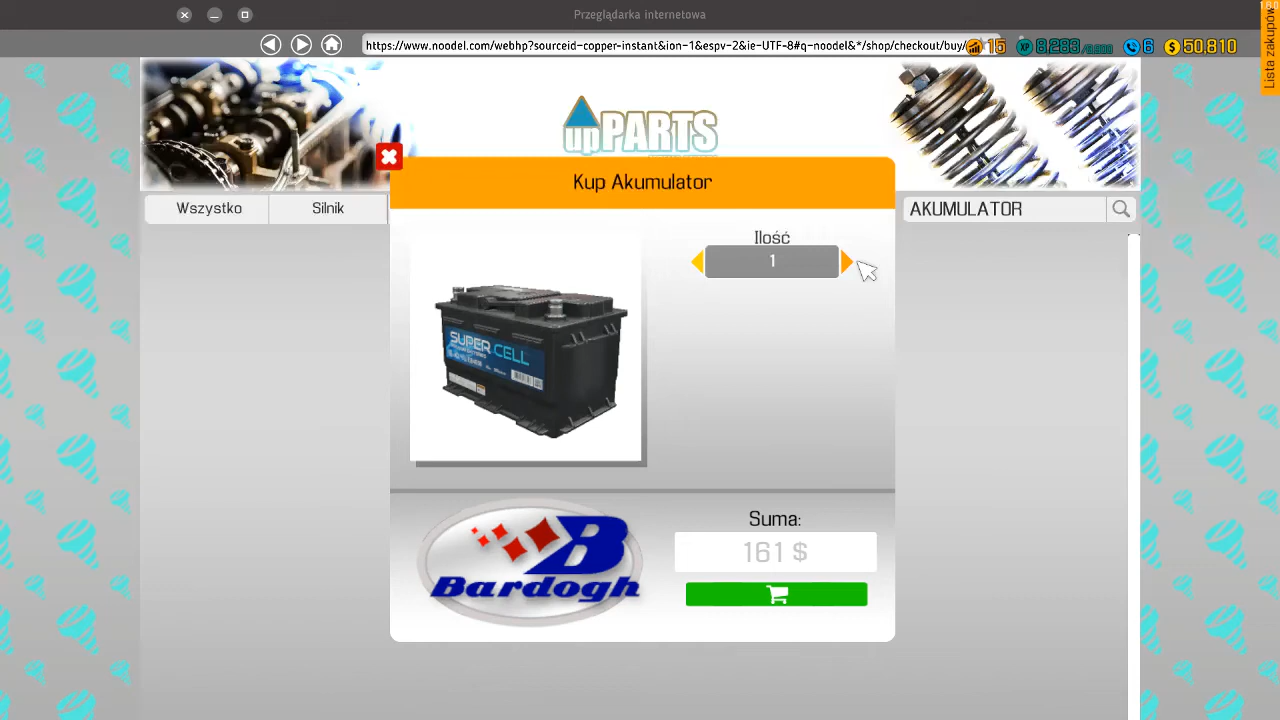 Przeglądarka internetowa
https://www.noodel.com/webhp?sourceid-copper-instant&ion-1&espv-2&ie-UTF-8#q-noodel&*/shop/checkout/buy/
15
XP 8,283
6
$ 50,810
Lista zakupów
upPARTS
Kup Akumulator
Wszystko
Silnik
AKUMULATOR
Ilość
1
SUPER CELL
Bardogh
Suma:
161 $